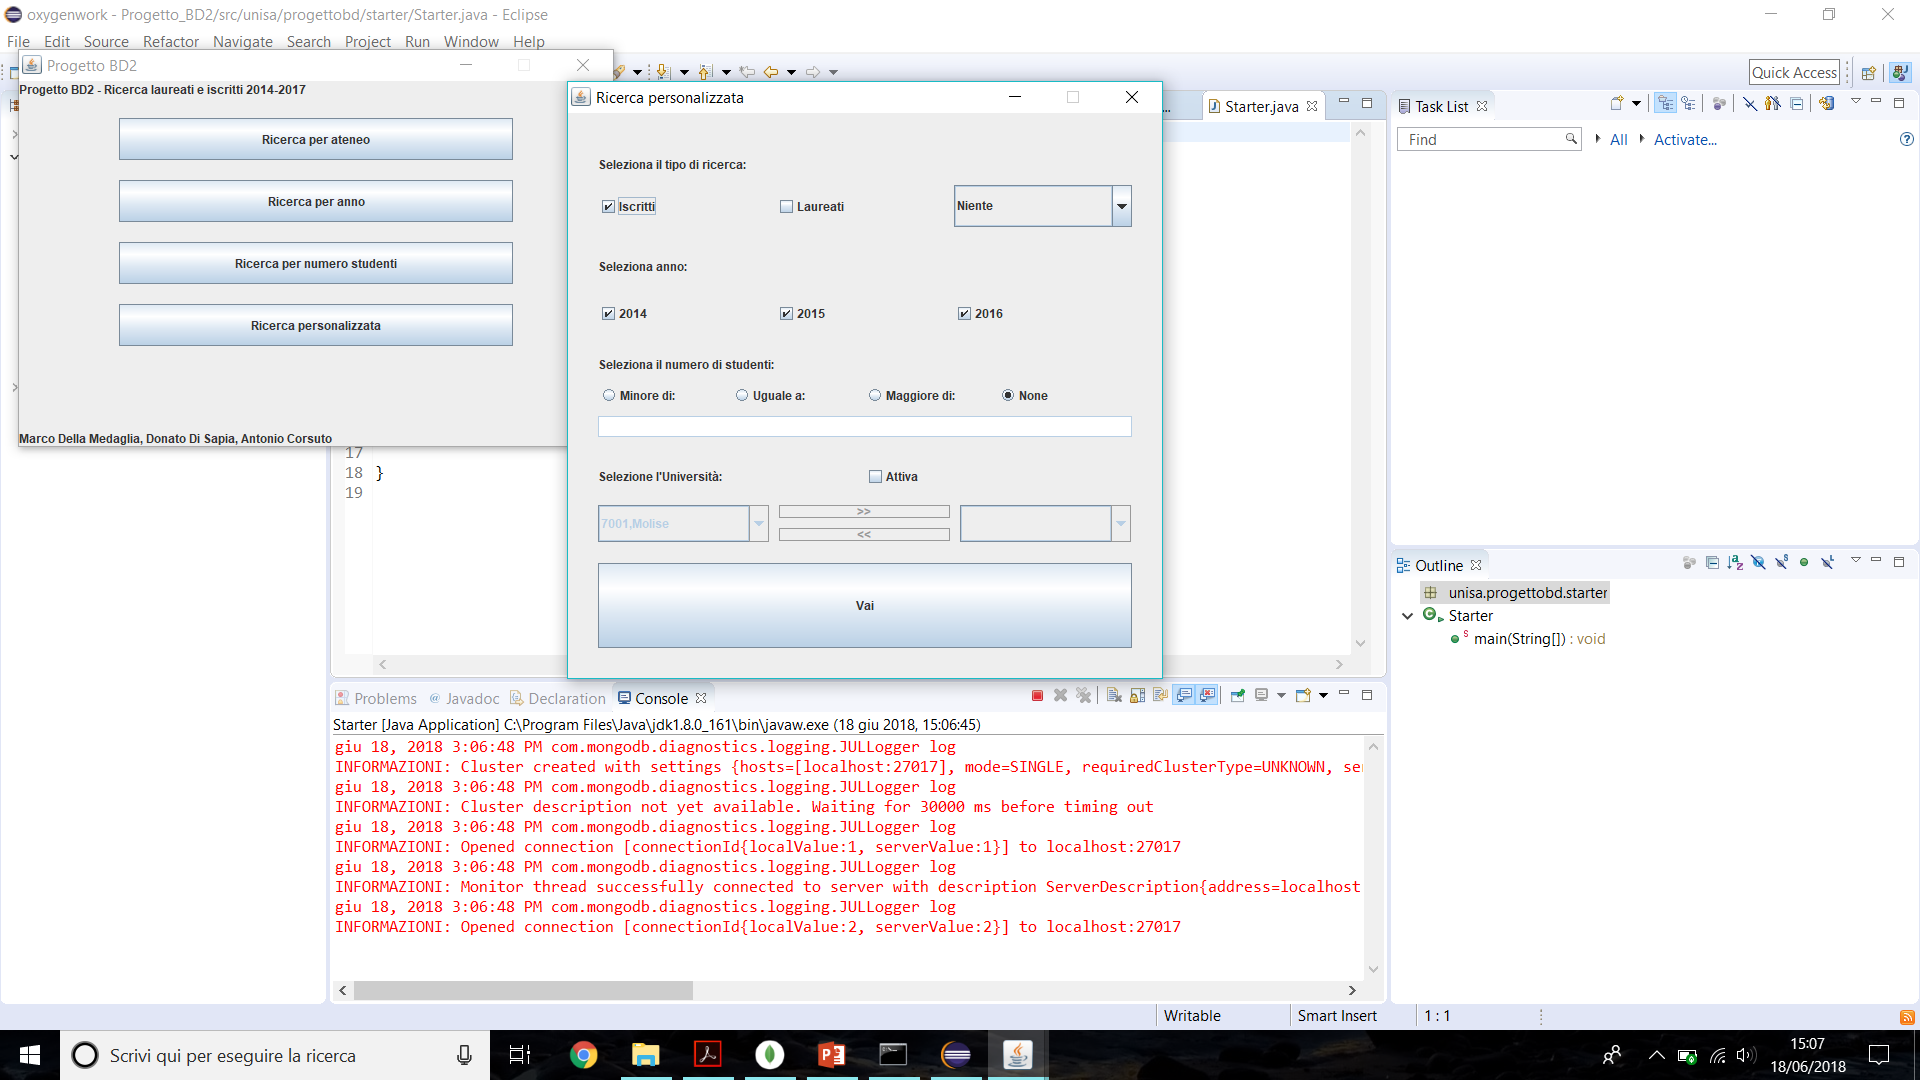 oxygenwork - Progetto_BD2/src/unisa/progettobd/starter/Starter.java - Eclipse
File Edit Source Refactor Navigate Search Project Run Window Help
Quick Access
Progetto BD2
Progetto BD2 - Ricerca laureati e iscritti 2014-2017
Ricerca per ateneo
Ricerca per anno
Ricerca per numero studenti
Ricerca personalizzata
Marco Della Medaglia, Donato Di Sapia, Antonio Corsuto
Ricerca personalizzata
Seleziona il tipo di ricerca:
Iscritti Laureati Niente
Seleziona anno:
2014 2015 2016
Seleziona il numero di studenti:
Minore di: Uguale a: Maggiore di: None
Selezione l'Università: Attiva
7001,Molise >>
<<
Vai
... Starter.java
17
18 }
19
Task List
Find All Activate...
Outline
unisa.progettobd.starter
Starter
main(String[]) : void
Problems @ Javadoc Declaration Console
Starter [Java Application] C:\Program Files\Java\jdk1.8.0_161\bin\javaw.exe (18 giu 2018, 15:06:45)
giu 18, 2018 3:06:48 PM com.mongodb.diagnostics.logging.JULLogger log
INFORMAZIONI: Cluster created with settings {hosts=[localhost:27017], mode=SINGLE, requiredClusterType=UNKNOWN, se
giu 18, 2018 3:06:48 PM com.mongodb.diagnostics.logging.JULLogger log
INFORMAZIONI: Cluster description not yet available. Waiting for 30000 ms before timing out
giu 18, 2018 3:06:48 PM com.mongodb.diagnostics.logging.JULLogger log
INFORMAZIONI: Opened connection [connectionId{localValue:1, serverValue:1}] to localhost:27017
giu 18, 2018 3:06:48 PM com.mongodb.diagnostics.logging.JULLogger log
INFORMAZIONI: Monitor thread successfully connected to server with description ServerDescription{address=localhost
giu 18, 2018 3:06:48 PM com.mongodb.diagnostics.logging.JULLogger log
INFORMAZIONI: Opened connection [connectionId{localValue:2, serverValue:2}] to localhost:27017
Writable Smart Insert 1 : 1
Scrivi qui per eseguire la ricerca
15:07
18/06/2018